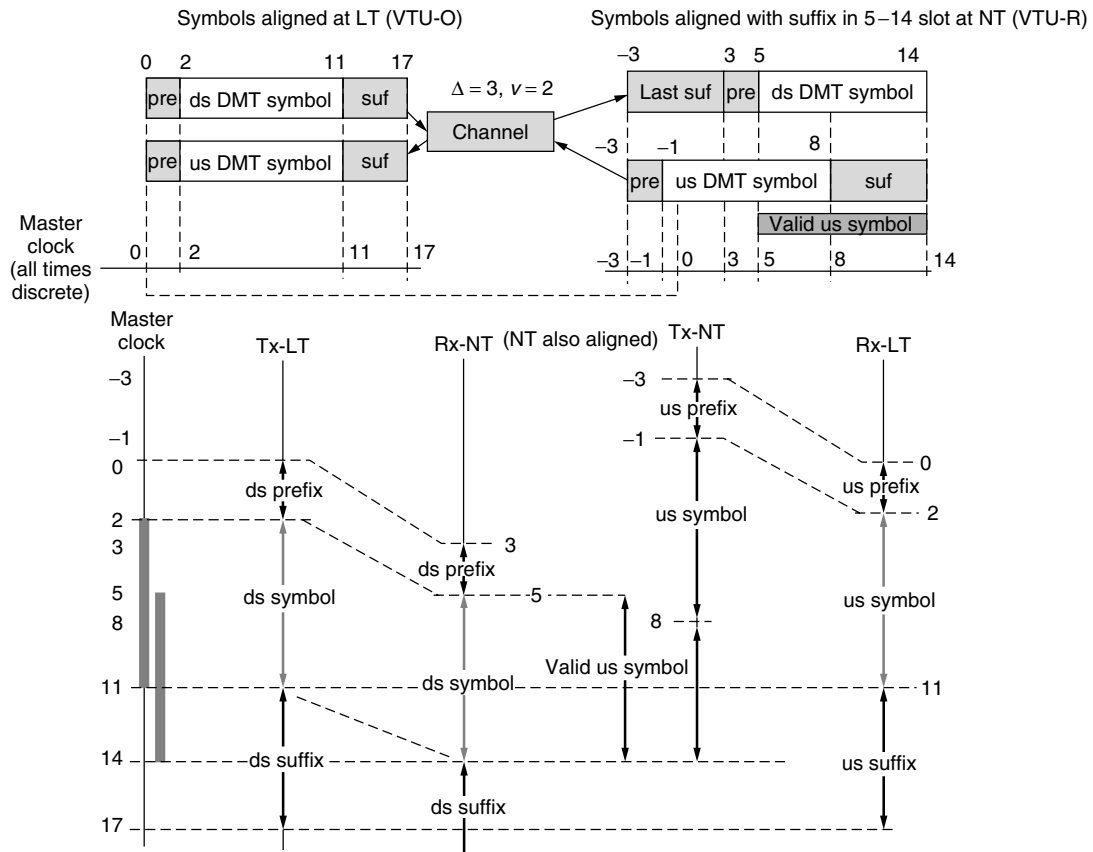 Symbols aligned at LT (VTU-O)
Symbols aligned with suffix in 5–14 slot at NT (VTU-R)
0 2 11 17
–3 3 5 14
pre ds DMT symbol suf
Δ = 3, v = 2
Last suf pre ds DMT symbol
Channel
–3 –1 8
pre us DMT symbol suf
pre us DMT symbol suf
Valid us symbol
Master clock (all times discrete)
0 2 11 17
–3 –1 0 3 5 8 14
Master clock
Tx-LT
Rx-NT
(NT also aligned)
Tx-NT
Rx-LT
–3
–3
us prefix
–1
–1
0
0
ds prefix
us prefix
2
2
us symbol
3
3
ds prefix
5
5
ds symbol
us symbol
8
8
Valid us symbol
ds symbol
11
11
14
ds suffix
us suffix
ds suffix
17